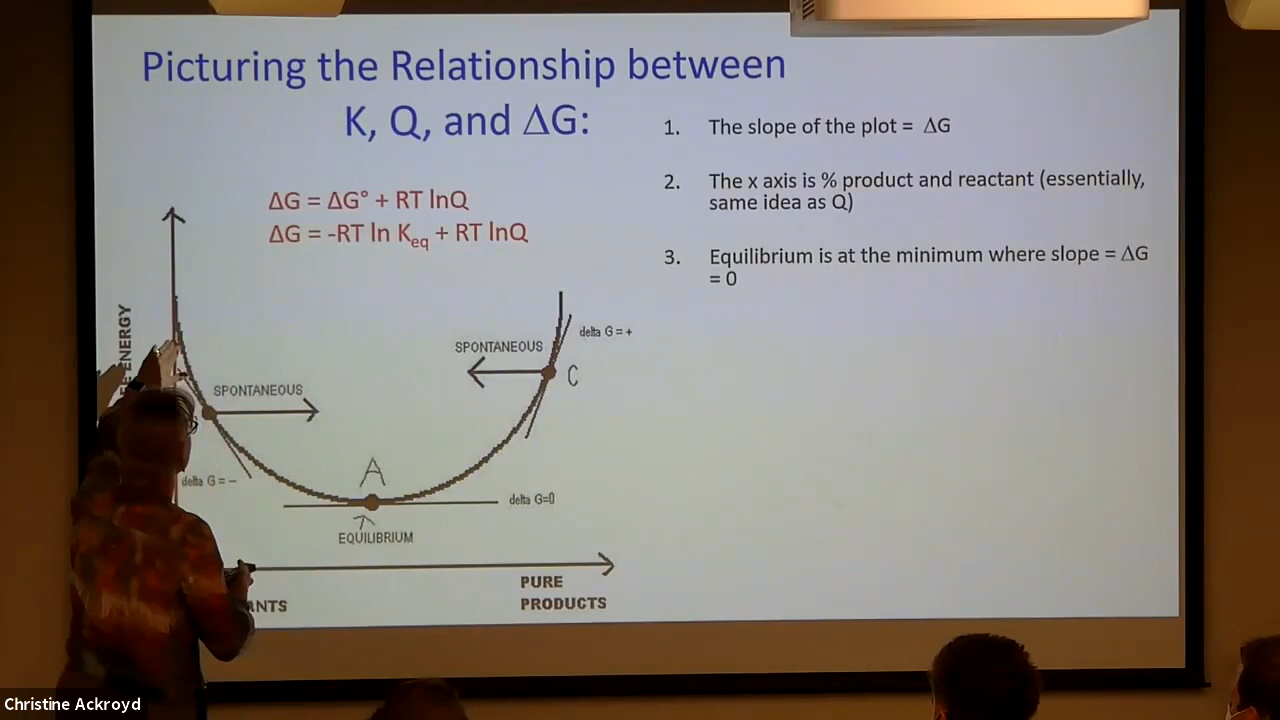 Picturing the Relationship between
K, Q, and ΔG:
ΔG = ΔG° + RT lnQ
ΔG = -RT ln Keq + RT lnQ
1. The slope of the plot = ΔG
2. The x axis is % product and reactant (essentially,
same idea as Q)
3. Equilibrium is at the minimum where slope = ΔG
= 0
ENERGY
SPONTANEOUS
delta G = –
A
EQUILIBRIUM
delta G=0
SPONTANEOUS
delta G = +
C
PURE
PRODUCTS
ANTS
Christine Ackroyd